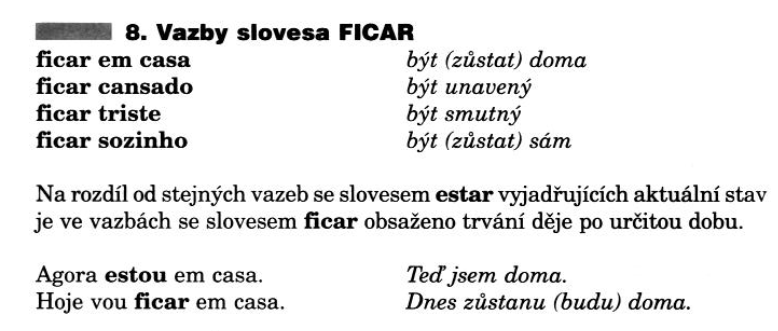 8. Vazby slovesa FICAR
ficar em casa být (zůstat) doma
ficar cansado být unavený
ficar triste být smutný
ficar sozinho být (zůstat) sám
Na rozdíl od stejných vazeb se slovesem estar vyjadřujících aktuální stav
je ve vazbách se slovesem ficar obsaženo trvání děje po určitou dobu.
Agora estou em casa. Teď jsem doma.
Hoje vou ficar em casa. Dnes zůstanu (budu) doma.